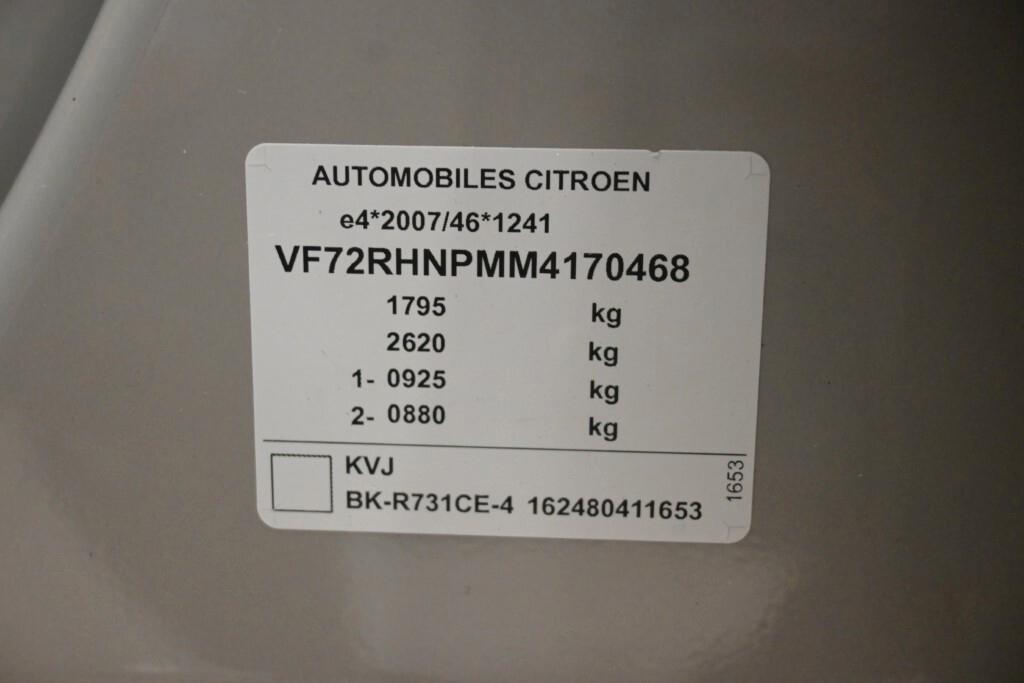 AUTOMOBILES CITROEN
e4*2007/46*1241
VF72RHNPMM4170468
1795 kg
2620 kg
1- 0925 kg
2- 0880 kg
KVJ
BK-R731CE-4 162480411653
1653